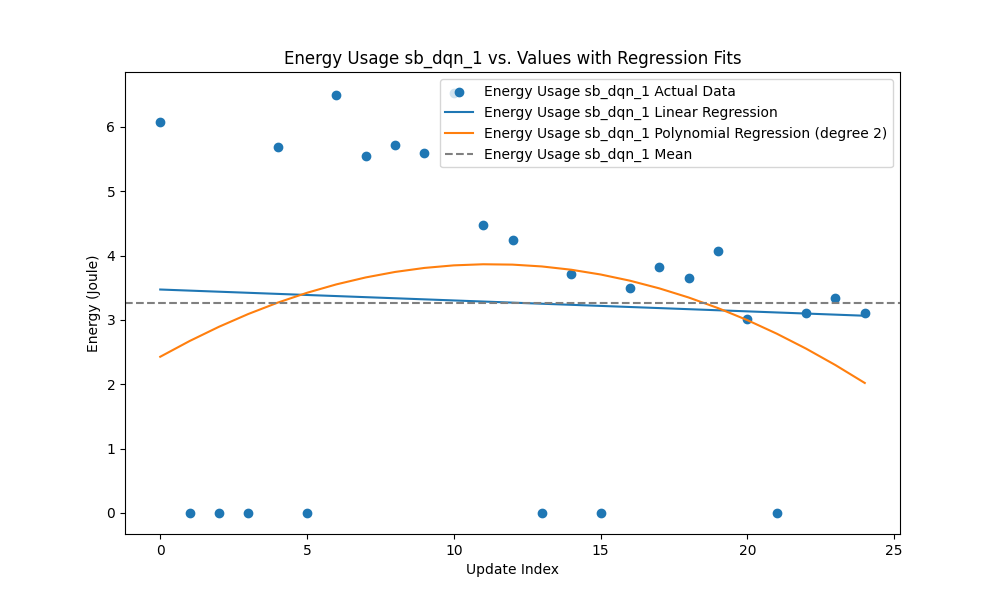 Energy Usage sb_dqn_1 vs. Values with Regression Fits
Energy Usage sb_dqn_1 Actual Data
Energy Usage sb_dqn_1 Linear Regression
Energy Usage sb_dqn_1 Polynomial Regression (degree 2)
Energy Usage sb_dqn_1 Mean
Energy (Joule)
6
5
4
3
2
1
0
0 5 10 15 20 25
Update Index